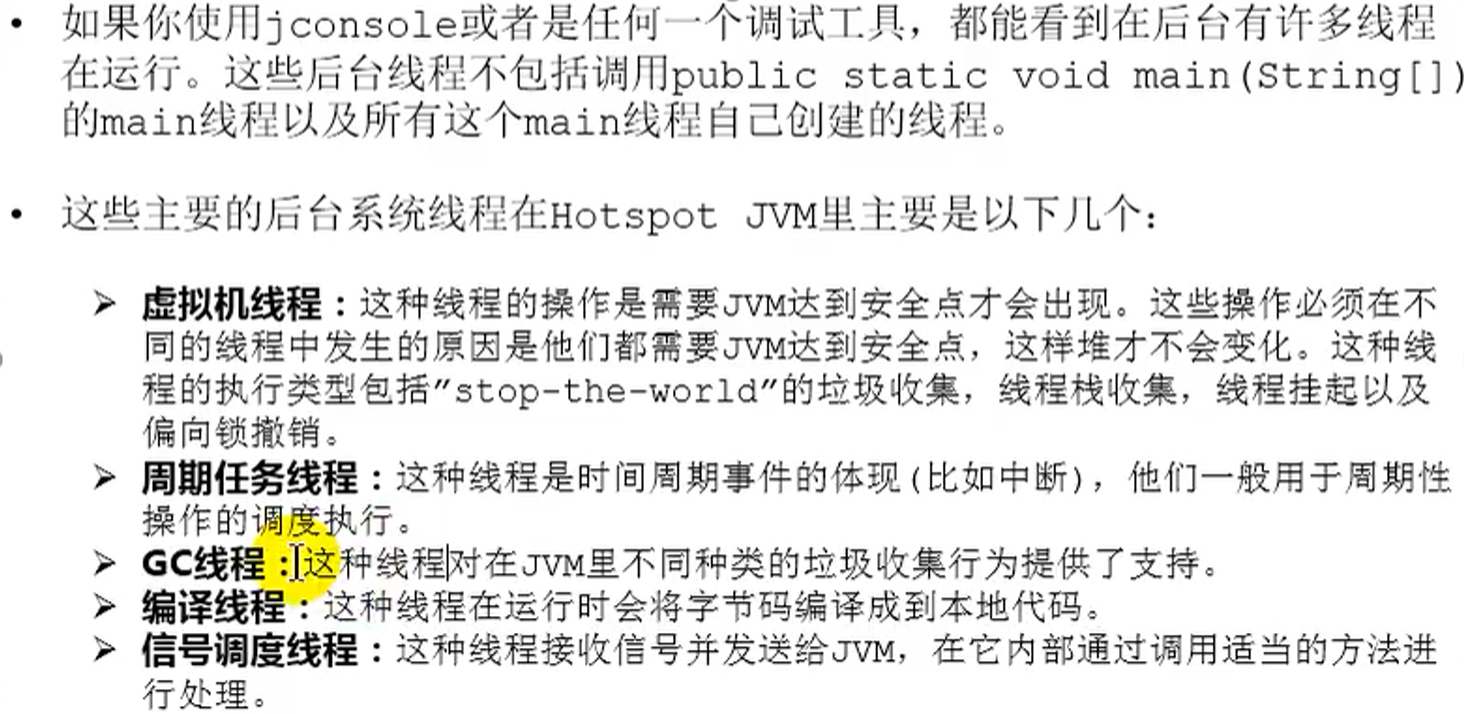 • 如果你使用jconsole或者是任何一个调试工具，都能看到在后台有许多线程
在运行。这些后台线程不包括调用public static void main(String[])
的main线程以及所有这个main线程自己创建的线程。
• 这些主要的后台系统线程在Hotspot JVM里主要是以下几个：
➢ 虚拟机线程：这种线程的操作是需要JVM达到安全点才会出现。这些操作必须在不
同的线程中发生的原因是他们都需要JVM达到安全点，这样堆才不会变化。这种线
程的执行类型包括"stop-the-world"的垃圾收集，线程栈收集，线程挂起以及
偏向锁撤销。
➢ 周期任务线程：这种线程是时间周期事件的体现(比如中断)，他们一般用于周期性
操作的调度执行。
➢ GC线程：这种线程对在JVM里不同种类的垃圾收集行为提供了支持。
➢ 编译线程：这种线程在运行时会将字节码编译成到本地代码。
➢ 信号调度线程：这种线程接收信号并发送给JVM，在它内部通过调用适当的方法进
行处理。